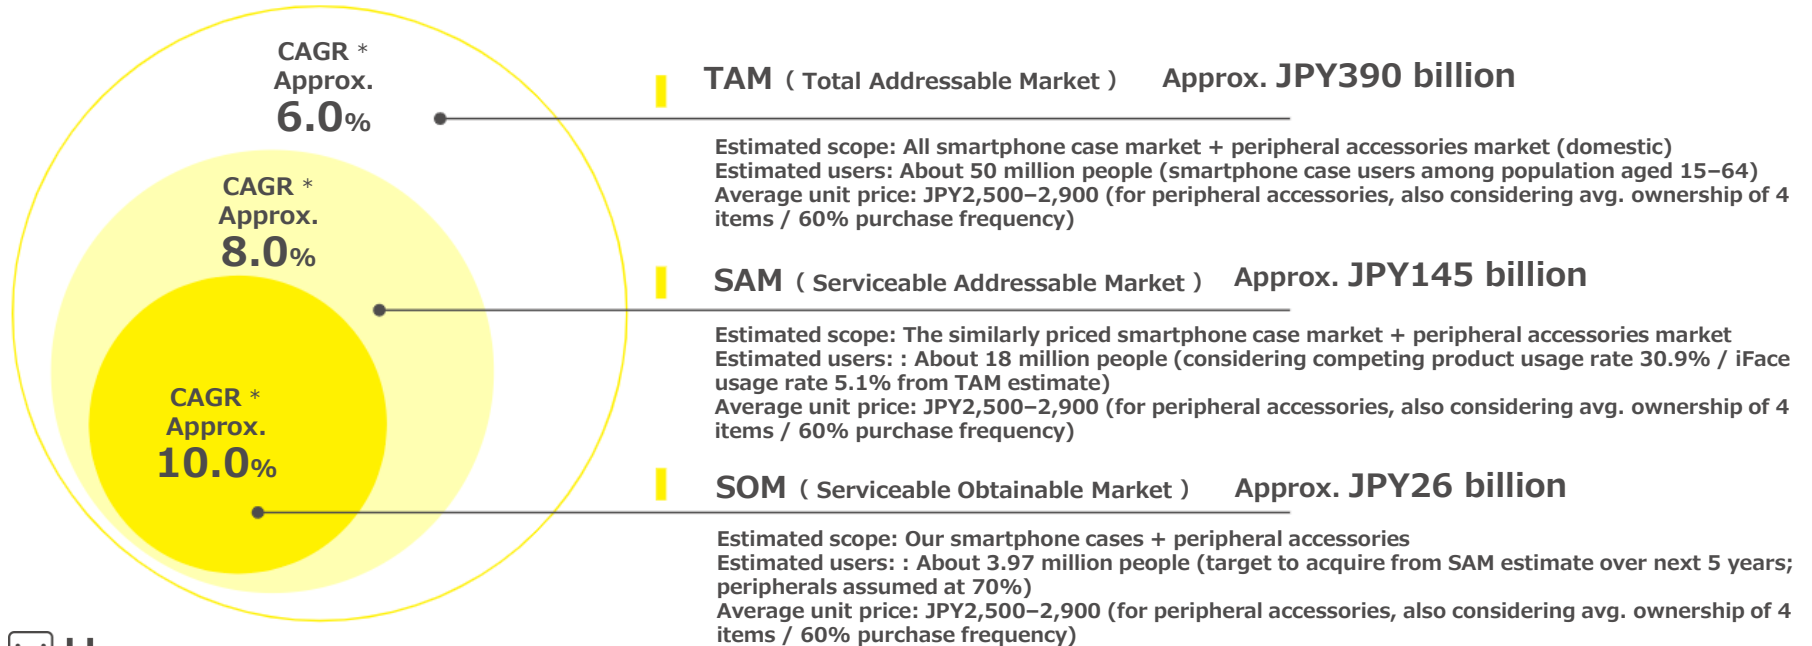 CAGR *
Approx.
6.0%
CAGR *
Approx.
8.0%
CAGR *
Approx.
10.0%
TAM ( Total Addressable Market ) Approx. JPY390 billion
Estimated scope: All smartphone case market + peripheral accessories market (domestic)
Estimated users: About 50 million people (smartphone case users among population aged 15–64)
Average unit price: JPY2,500–2,900 (for peripheral accessories, also considering avg. ownership of 4
items / 60% purchase frequency)
SAM ( Serviceable Addressable Market ) Approx. JPY145 billion
Estimated scope: The similarly priced smartphone case market + peripheral accessories market
Estimated users: : About 18 million people (considering competing product usage rate 30.9% / iFace
usage rate 5.1% from TAM estimate)
Average unit price: JPY2,500–2,900 (for peripheral accessories, also considering avg. ownership of 4
items / 60% purchase frequency)
SOM ( Serviceable Obtainable Market ) Approx. JPY26 billion
Estimated scope: Our smartphone cases + peripheral accessories
Estimated users: : About 3.97 million people (target to acquire from SAM estimate over next 5 years;
peripherals assumed at 70%)
Average unit price: JPY2,500–2,900 (for peripheral accessories, also considering avg. ownership of 4
items / 60% purchase frequency)